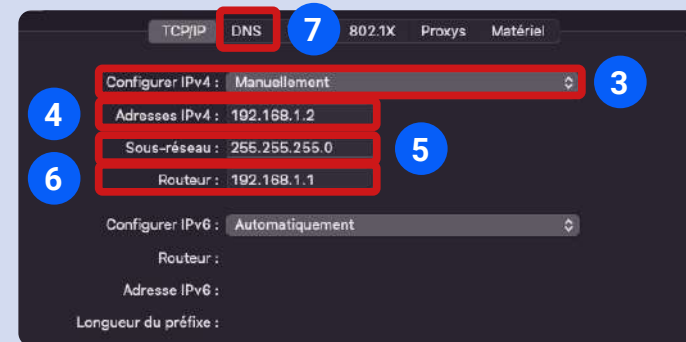 TCP/IP DNS 7 802.1X Proxys Matériel
Configurer IPv4 : Manuellement 3
4 Adresses IPv4 : 192.168.1.2
Sous-réseau : 255.255.255.0 5
6 Routeur : 192.168.1.1
Configurer IPv6 : Automatiquement
Routeur :
Adresse IPv6 :
Longueur du préfixe :